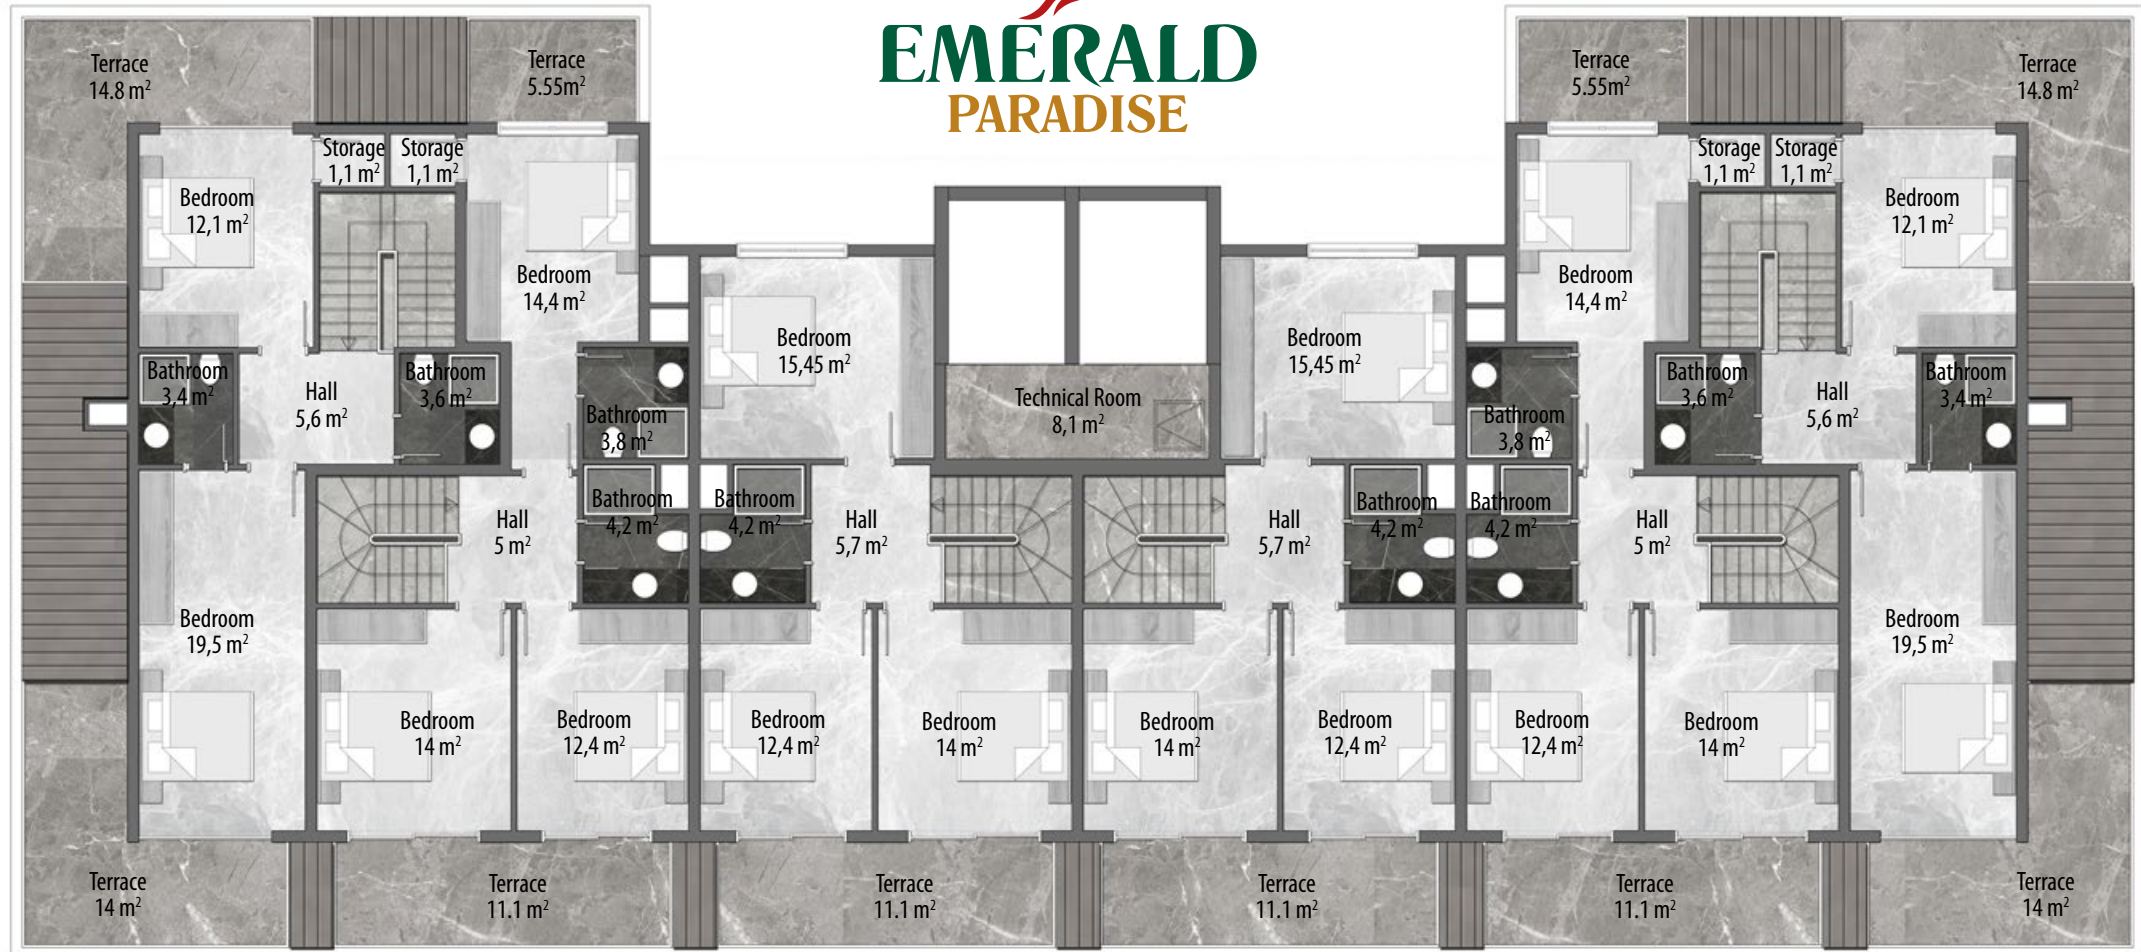 EMERALD
PARADISE
Terrace
14.8 m²
Terrace
5.55m²
Terrace
5.55m²
Terrace
14.8 m²
Storage
1,1 m²
Storage
1,1 m²
Storage
1,1 m²
Storage
1,1 m²
Bedroom
12,1 m²
Bedroom
14,4 m²
Bedroom
14,4 m²
Bedroom
12,1 m²
Bedroom
15,45 m²
Bedroom
15,45 m²
Bathroom
3,4 m²
Hall
5,6 m²
Bathroom
3,6 m²
Bathroom
3,8 m²
Technical Room
8,1 m²
Bathroom
3,8 m²
Bathroom
3,6 m²
Hall
5,6 m²
Bathroom
3,4 m²
Hall
5 m²
Bathroom
4,2 m²
Bathroom
4,2 m²
Hall
5,7 m²
Hall
5,7 m²
Bathroom
4,2 m²
Bathroom
4,2 m²
Hall
5 m²
Bedroom
19,5 m²
Bedroom
19,5 m²
Bedroom
14 m²
Bedroom
12,4 m²
Bedroom
12,4 m²
Bedroom
14 m²
Bedroom
14 m²
Bedroom
12,4 m²
Bedroom
12,4 m²
Bedroom
14 m²
Terrace
14 m²
Terrace
11.1 m²
Terrace
11.1 m²
Terrace
11.1 m²
Terrace
11.1 m²
Terrace
14 m²